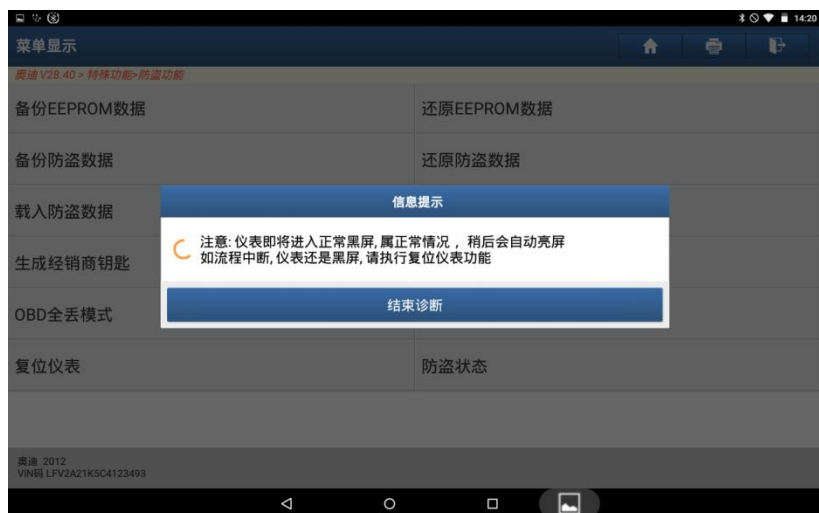 14:20
菜单显示
奥迪 V28.40 > 特殊功能>防盗功能
备份EEPROM数据
还原EEPROM数据
备份防盗数据
还原防盗数据
载入防盗数据
信息提示
注意: 仪表即将进入正常黑屏, 属正常情况 ，稍后会自动亮屏
如流程中断, 仪表还是黑屏, 请执行复位仪表功能
生成经销商钥匙
结束诊断
OBD全丢模式
复位仪表
防盗状态
奥迪 2012
VIN码 LFV2A21K5C4123493